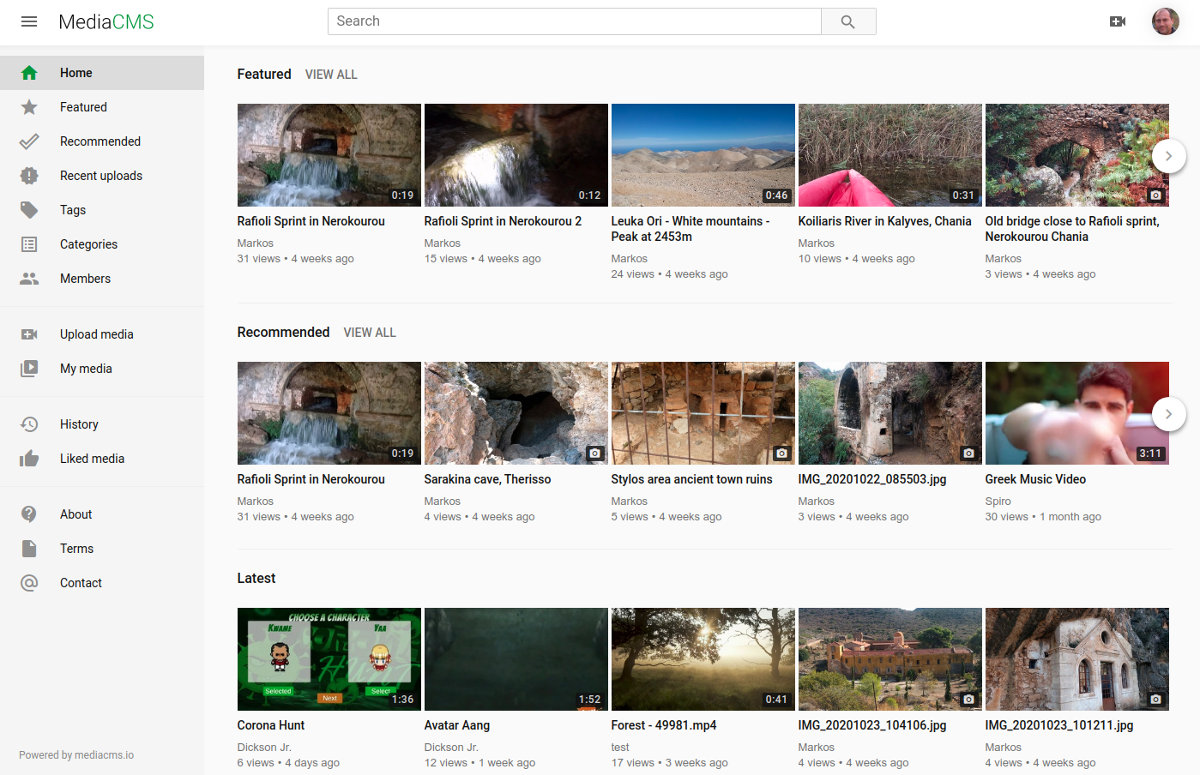 MediaCMS
Search
Home
Featured
Recommended
Recent uploads
Tags
Categories
Members
Upload media
My media
History
Liked media
About
Terms
Contact
Powered by mediacms.io
Featured VIEW ALL
0:19
0:12
0:46
0:31
Rafioli Sprint in Nerokourou
Markos
31 views • 4 weeks ago
Rafioli Sprint in Nerokourou 2
Markos
15 views • 4 weeks ago
Leuka Ori - White mountains -
Peak at 2453m
Markos
24 views • 4 weeks ago
Koiliaris River in Kalyves, Chania
Markos
10 views • 4 weeks ago
Old bridge close to Rafioli sprint,
Nerokourou Chania
Markos
3 views • 4 weeks ago
Recommended VIEW ALL
0:19
3:11
Rafioli Sprint in Nerokourou
Markos
31 views • 4 weeks ago
Sarakina cave, Therisso
Markos
4 views • 4 weeks ago
Stylos area ancient town ruins
Markos
5 views • 4 weeks ago
IMG_20201022_085503.jpg
Markos
3 views • 4 weeks ago
Greek Music Video
Spiro
30 views • 1 month ago
Latest
CHOOSE A CHARACTER
Kwame
Yaa
Selected
Next
Select
1:36
1:52
0:41
Corona Hunt
Dickson Jr.
6 views • 4 days ago
Avatar Aang
Dickson Jr.
12 views • 1 week ago
Forest - 49981.mp4
test
17 views • 3 weeks ago
IMG_20201023_104106.jpg
Markos
4 views • 4 weeks ago
IMG_20201023_101211.jpg
Markos
4 views • 4 weeks ago